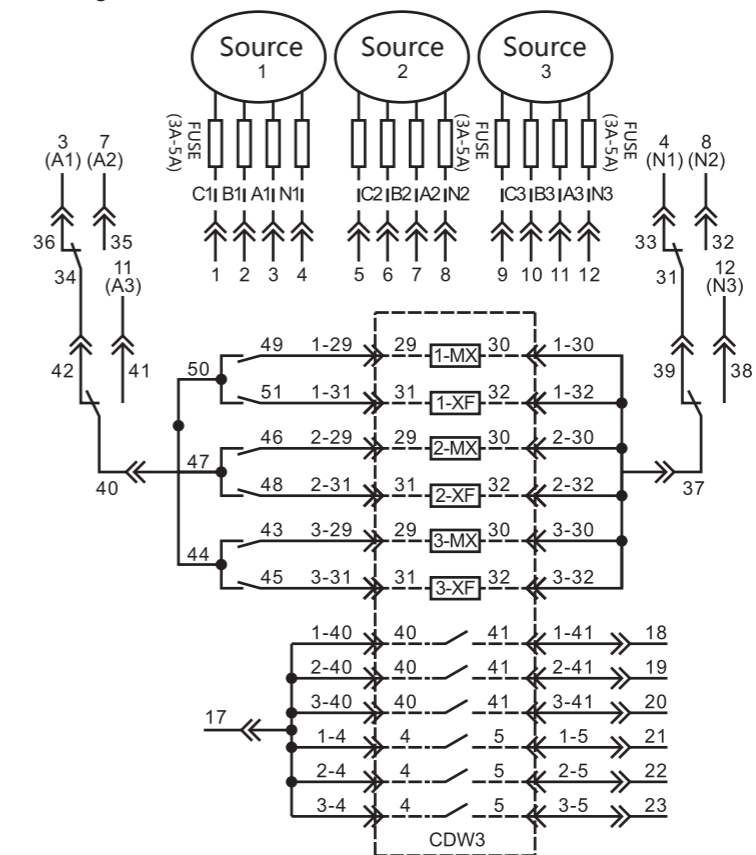 Source 1
Source 2
Source 3
FUSE (3A-5A)
FUSE (3A-5A)
FUSE (3A-5A)
C1 B1 A1 N1
C2 B2 A2 N2
C3 B3 A3 N3
1 2 3 4
5 6 7 8
9 10 11 12
3 (A1)
7 (A2)
36
35
34
11 (A3)
42
41
40
4 (N1)
8 (N2)
33
32
31
12 (N3)
39
38
37
50
47
44
49 1-29 29 1-MX 30 1-30
51 1-31 31 1-XF 32 1-32
46 2-29 29 2-MX 30 2-30
48 2-31 31 2-XF 32 2-32
43 3-29 29 3-MX 30 3-30
45 3-31 31 3-XF 32 3-32
17
1-40 40 41 1-41 18
2-40 40 41 2-41 19
3-40 40 41 3-41 20
1-4 4 5 1-5 21
2-4 4 5 2-5 22
3-4 4 5 3-5 23
CDW3